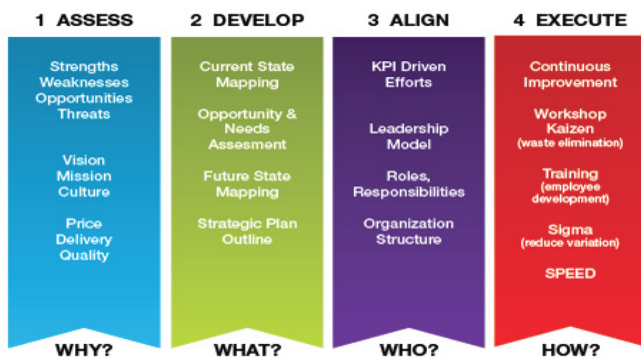 1 ASSESS
Strengths
Weaknesses
Opportunities
Threats
Vision
Mission
Culture
Price
Delivery
Quality
WHY?
2 DEVELOP
Current State
Mapping
Opportunity &
Needs
Assesment
Future State
Mapping
Strategic Plan
Outline
WHAT?
3 ALIGN
KPI Driven
Efforts
Leadership
Model
Roles,
Responsibilities
Organization
Structure
WHO?
4 EXECUTE
Continuous
Improvement
Workshop
Kaizen
(waste elimination)
Training
(employee
development)
Sigma
(reduce variation)
SPEED
HOW?